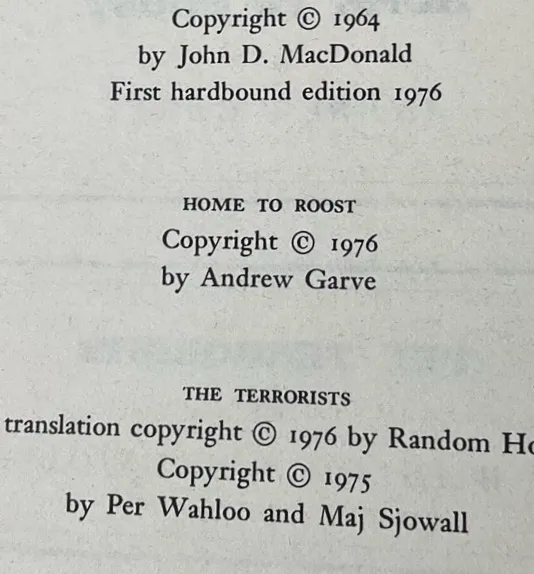 Copyright © 1964
by John D. MacDonald
First hardbound edition 1976
HOME TO ROOST
Copyright © 1976
by Andrew Garve
THE TERRORISTS
translation copyright © 1976 by Random Ho
Copyright © 1975
by Per Wahloo and Maj Sjowall